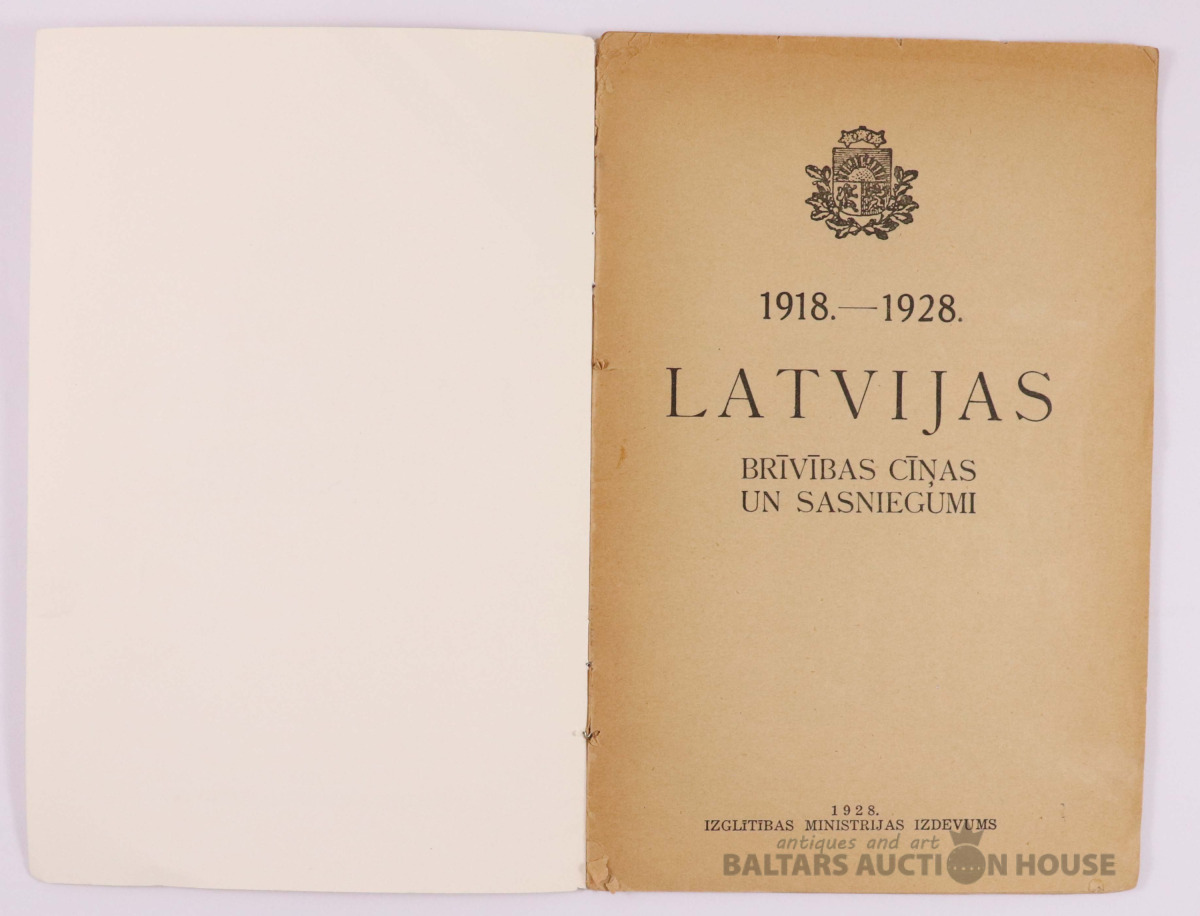 1918.—1928.
LATVIJAS
BRĪVĪBAS CĪŅAS
UN SASNIEGUMI
1928.
IZGLĪTĪBAS MINISTRIJAS IZDEVUMS
antiques and art
BALTARS AUCTION HOUSE